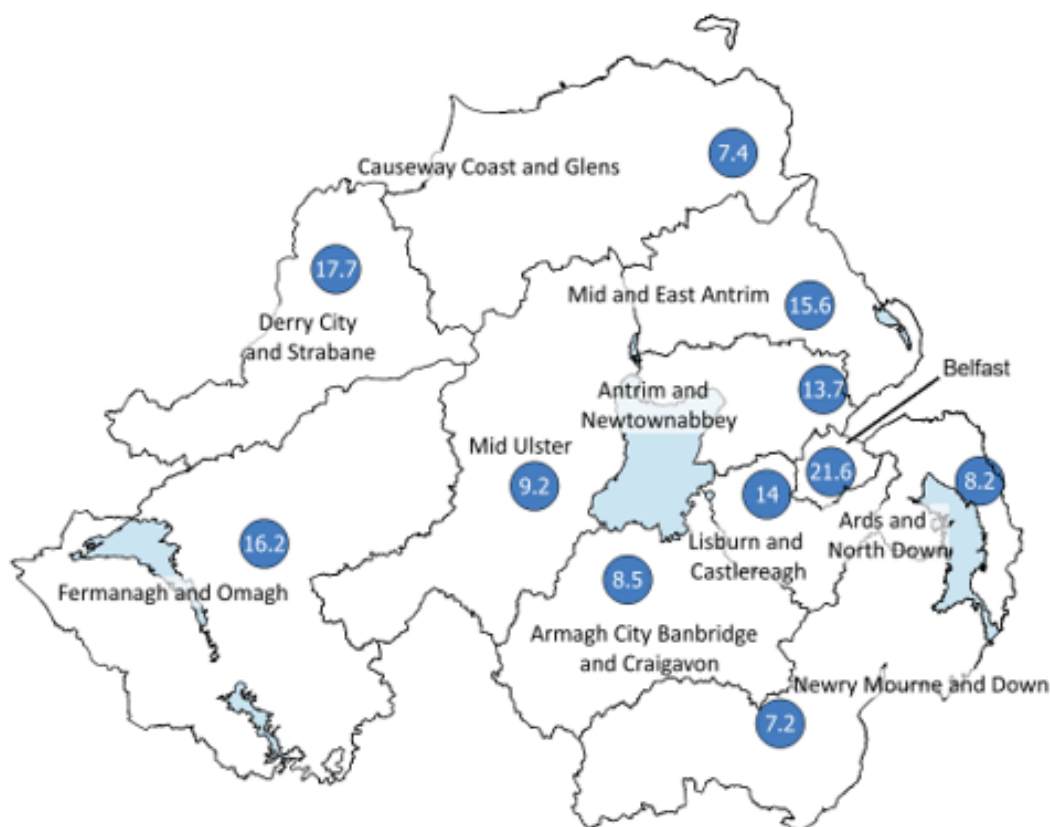 7.4
Causeway Coast and Glens
17.7
Mid and East Antrim
15.6
Derry City
and Strabane
Belfast
Antrim and
Newtownabbey
13.7
Mid Ulster
9.2
21.6
14
8.2
Ards and
North Down
Lisburn and
Castlereagh
16.2
Fermanagh and Omagh
8.5
Armagh City Banbridge
and Craigavon
Newry Mourne and Down
7.2